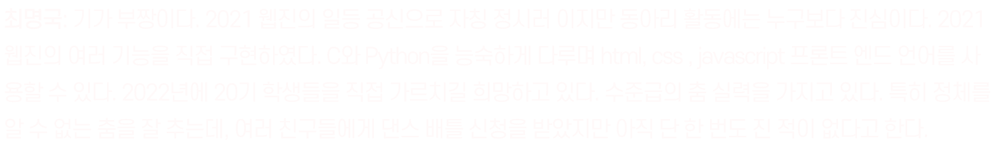 최명국: 기가 부짱이다. 2021 웹진의 일등 공신으로 자칭 정시러 이지만 동아리 활동에는 누구보다 진심이다. 2021
웹진의 여러 기능을 직접 구현하였다. C와 Python을 능숙하게 다루며 html, css , javascript 프론트 엔드 언어를 사
용할 수 있다. 2022년에 20기 학생들을 직접 가르치길 희망하고 있다. 수준급의 춤 실력을 가지고 있다. 특히 정체를
알 수 없는 춤을 잘 추는데, 여러 친구들에게 댄스 배틀 신청을 받았지만 아직 단 한 번도 진 적이 없다고 한다.